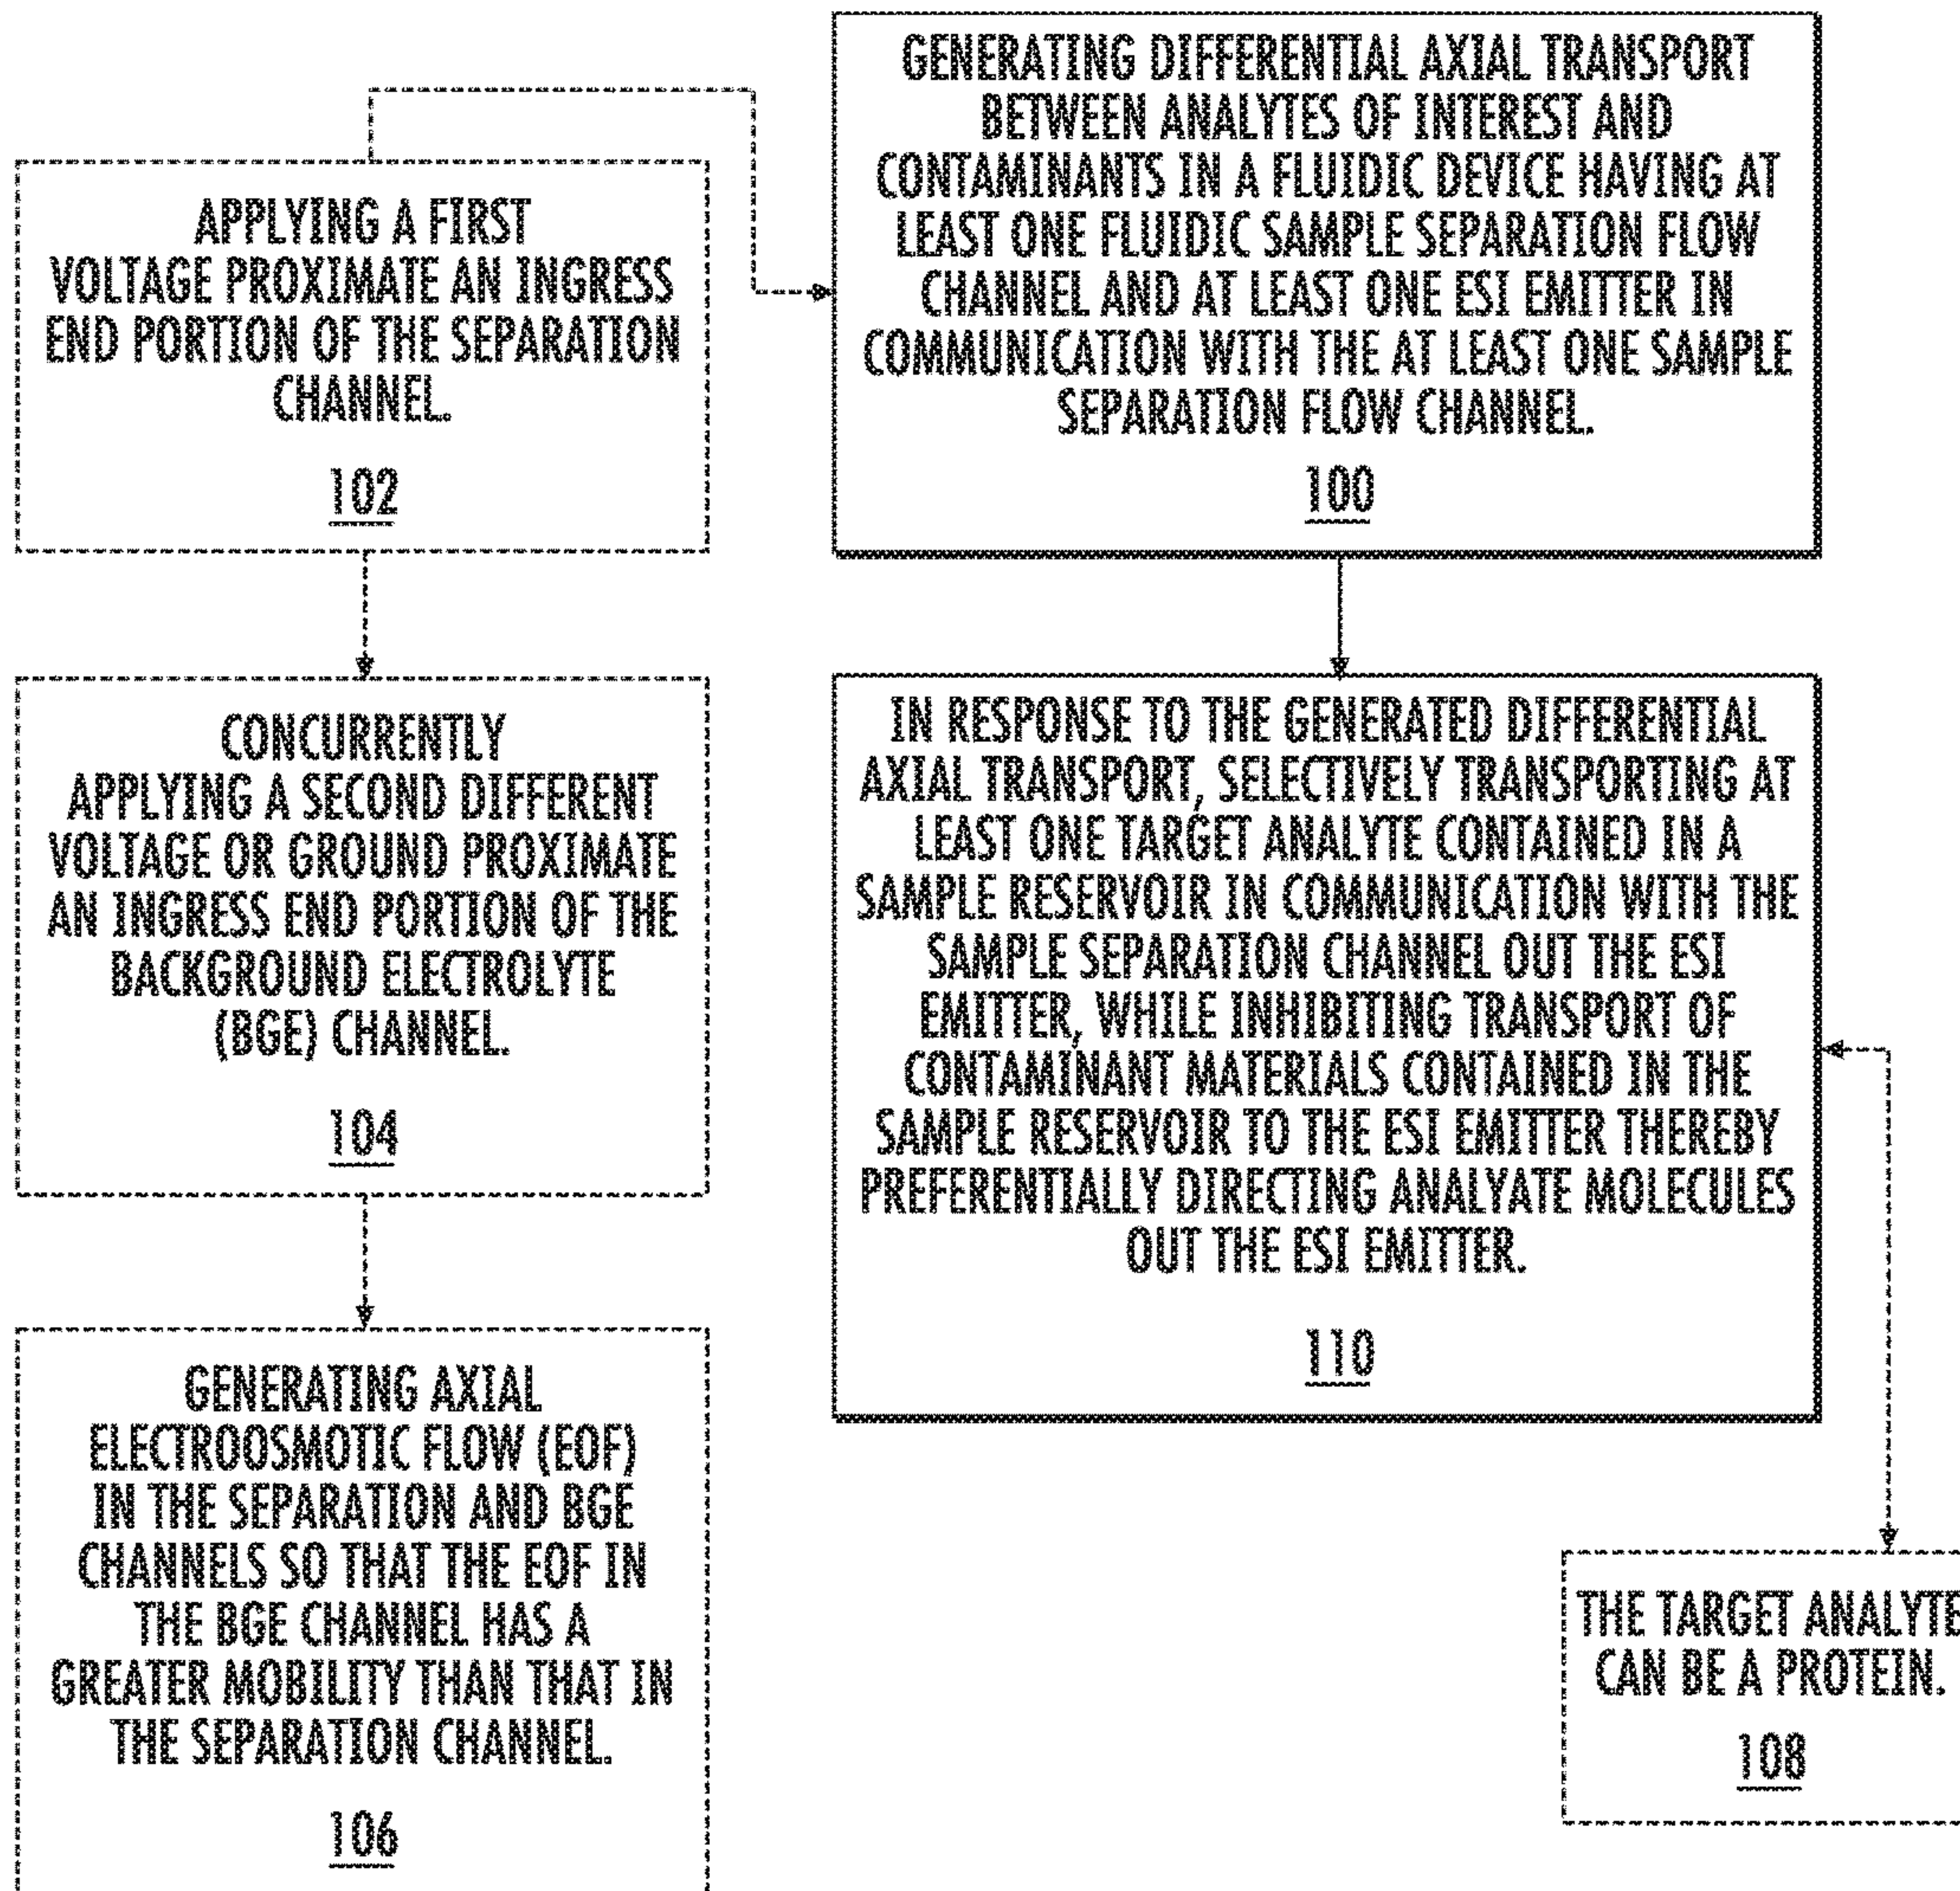 GENERATING DIFFERENTIAL AXIAL TRANSPORT
BETWEEN ANALYTES OF INTEREST AND
CONTAMINANTS IN A FLUIDIC DEVICE HAVING AT
LEAST ONE FLUIDIC SAMPLE SEPARATION FLOW
CHANNEL AND AT LEAST ONE ESI EMITTER IN
COMMUNICATION WITH THE AT LEAST ONE SAMPLE
SEPARATION FLOW CHANNEL.
100
APPLYING A FIRST
VOLTAGE PROXIMATE AN INGRESS
END PORTION OF THE SEPARATION
CHANNEL.
102
CONCURRENTLY
APPLYING A SECOND DIFFERENT
VOLTAGE OR GROUND PROXIMATE
AN INGRESS END PORTION OF THE
BACKGROUND ELECTROLYTE
(BGE) CHANNEL.
104
GENERATING AXIAL
ELECTROOSMOTIC FLOW (EOF)
IN THE SEPARATION AND BGE
CHANNELS SO THAT THE EOF IN
THE BGE CHANNEL HAS A
GREATER MOBILITY THAN THAT IN
THE SEPARATION CHANNEL.
106
IN RESPONSE TO THE GENERATED DIFFERENTIAL
AXIAL TRANSPORT, SELECTIVELY TRANSPORTING AT
LEAST ONE TARGET ANALYTE CONTAINED IN A
SAMPLE RESERVOIR IN COMMUNICATION WITH THE
SAMPLE SEPARATION CHANNEL OUT THE ESI
EMITTER, WHILE INHIBITING TRANSPORT OF
CONTAMINANT MATERIALS CONTAINED IN THE
SAMPLE RESERVOIR TO THE ESI EMITTER THEREBY
PREFERENTIALLY DIRECTING ANALYATE MOLECULES
OUT THE ESI EMITTER.
110
THE TARGET ANALYTE
CAN BE A PROTEIN.
108